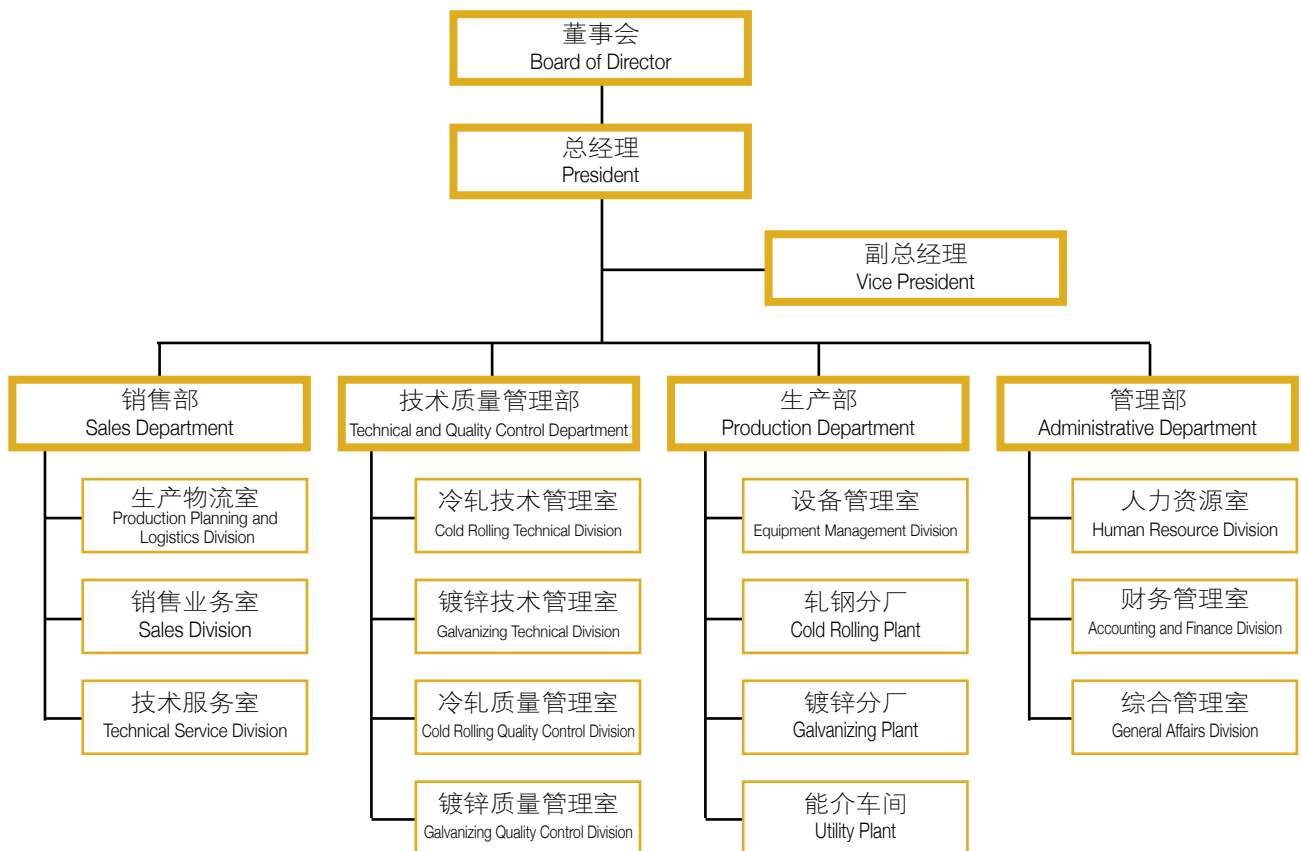 董事会
Board of Director
总经理
President
副总经理
Vice President
销售部
Sales Department
技术质量管理部
Technical and Quality Control Department
生产部
Production Department
管理部
Administrative Department
生产物流室
Production Planning and
Logistics Division
销售业务室
Sales Division
技术服务室
Technical Service Division
冷轧技术管理室
Cold Rolling Technical Division
镀锌技术管理室
Galvanizing Technical Division
冷轧质量管理室
Cold Rolling Quality Control Division
镀锌质量管理室
Galvanizing Quality Control Division
设备管理室
Equipment Management Division
轧钢分厂
Cold Rolling Plant
镀锌分厂
Galvanizing Plant
能介车间
Utility Plant
人力资源室
Human Resource Division
财务管理室
Accounting and Finance Division
综合管理室
General Affairs Division